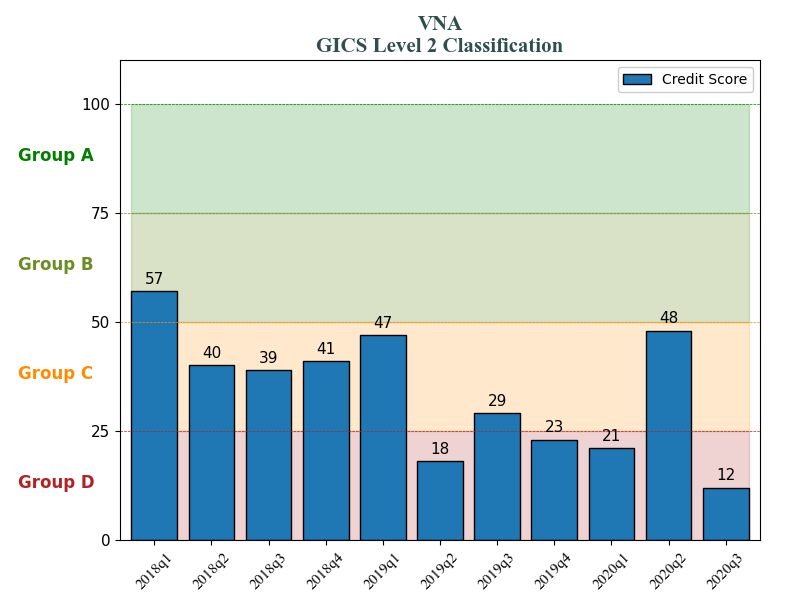 VNA
GICS Level 2 Classification
Credit Score
100
Group A
75
Group B
57
50
47
48
40
39
41
Group C
29
25
23
21
18
12
Group D
0
2018q1
2018q2
2018q3
2018q4
2019q1
2019q2
2019q3
2019q4
2020q1
2020q2
2020q3